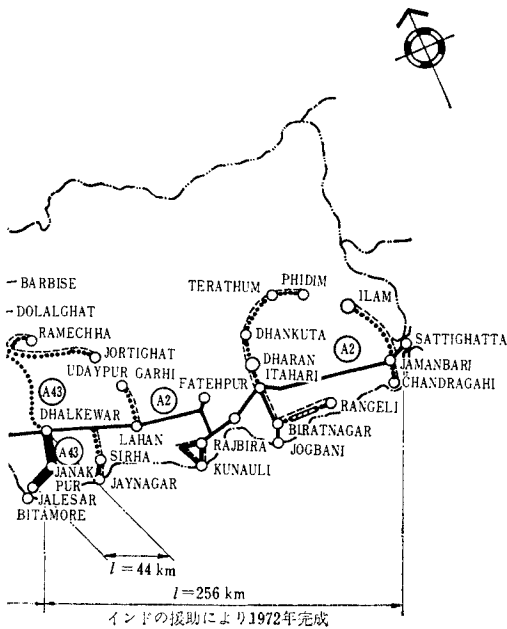 BARBISE
DOLALGHAT
TERATHUM
PHIDIM
ILAM
RAMECHHA
DHANKUTA
A2
SATTIGHATTA
JORTIGHAT
DHARAN
JAMANBARI
UDAYPUR GARHI
ITAHARI
CHANDRAGAHI
A43
A2
FATEHPUR
RANGELI
DHALKEWAR
BIRATNAGAR
LAHAN
RAJBIRA
JOGBANI
A43
SIRHA
JANAK
PUR
KUNAULI
JALESAR
JAYNAGAR
BITAMORE
l = 44 km
l = 256 km
インドの援助により1972年完成